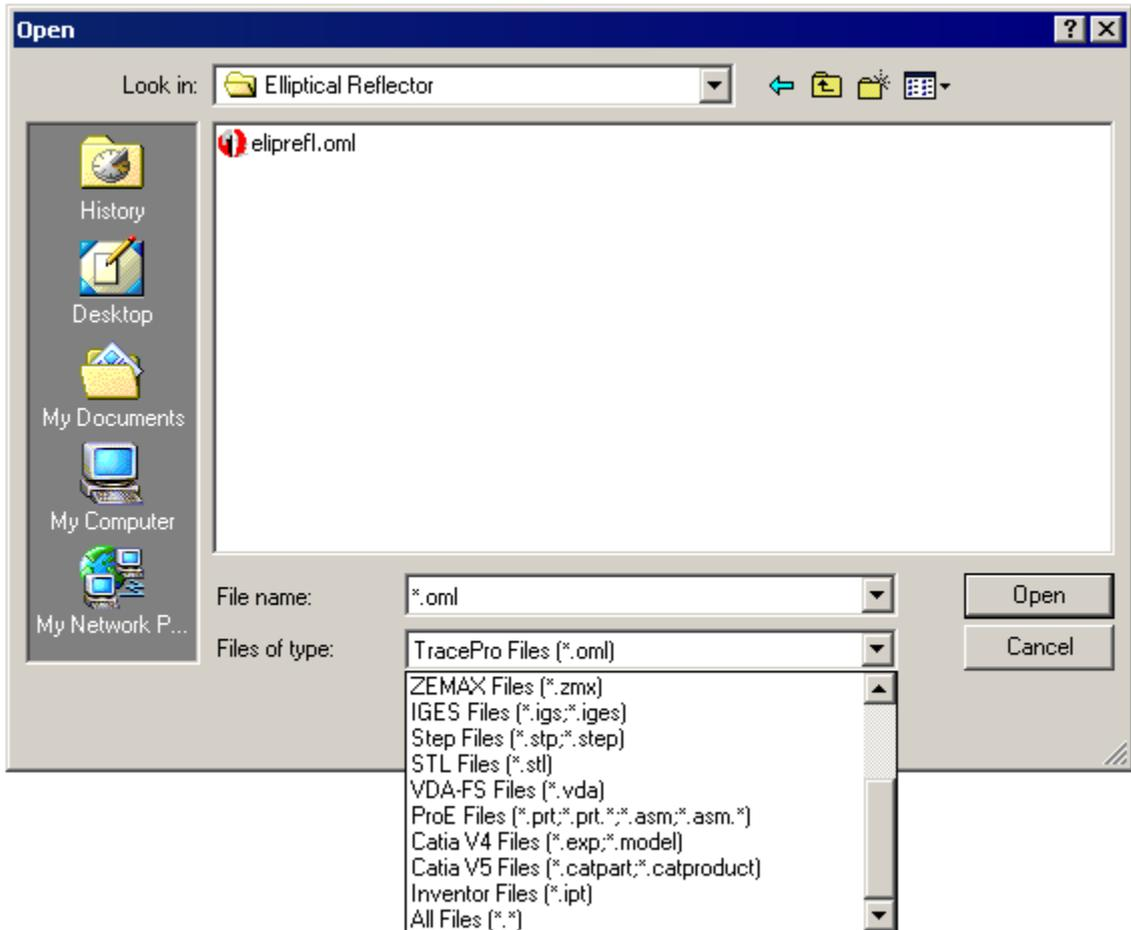 Open
Look in: Elliptical Reflector
eliprefl.oml
History
Desktop
My Documents
My Computer
My Network P...
File name: *.oml Open
Files of type: TracePro Files (*.oml) Cancel
ZEMAX Files (*.zmx)
IGES Files (*.igs;*.iges)
Step Files (*.stp;*.step)
STL Files (*.stl)
VDA-FS Files (*.vda)
ProE Files (*.prt;*.prt.*;*.asm;*.asm.*)
Catia V4 Files (*.exp;*.model)
Catia V5 Files (*.catpart;*.catproduct)
Inventor Files (*.ipt)
All Files (*.*)